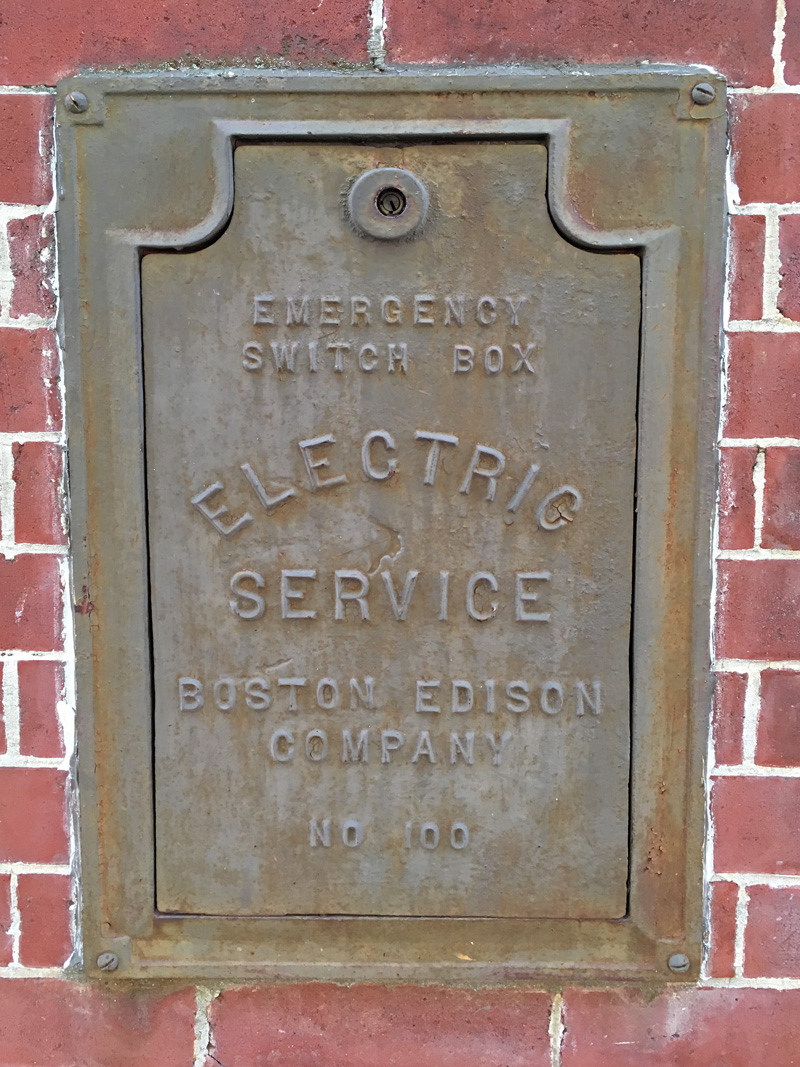 EMERGENCY
SWITCH BOX
ELECTRIC
SERVICE
BOSTON EDISON
COMPANY
NO 100